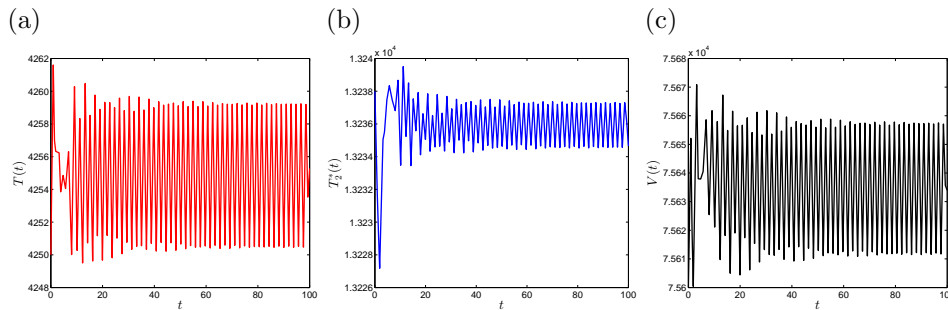 (a) (b) (c)
x 10^4 x 10^4
4262 4260 4258 4256 4254 4252 4250 4248
T(t)
0 20 40 60 80 100
t
1.324 1.3238 1.3236 1.3234 1.3232 1.323 1.3228 1.3226
T_2^*(t)
0 20 40 60 80 100
t
7.568 7.567 7.566 7.565 7.564 7.563 7.562 7.561 7.56
V(t)
0 20 40 60 80 100
t